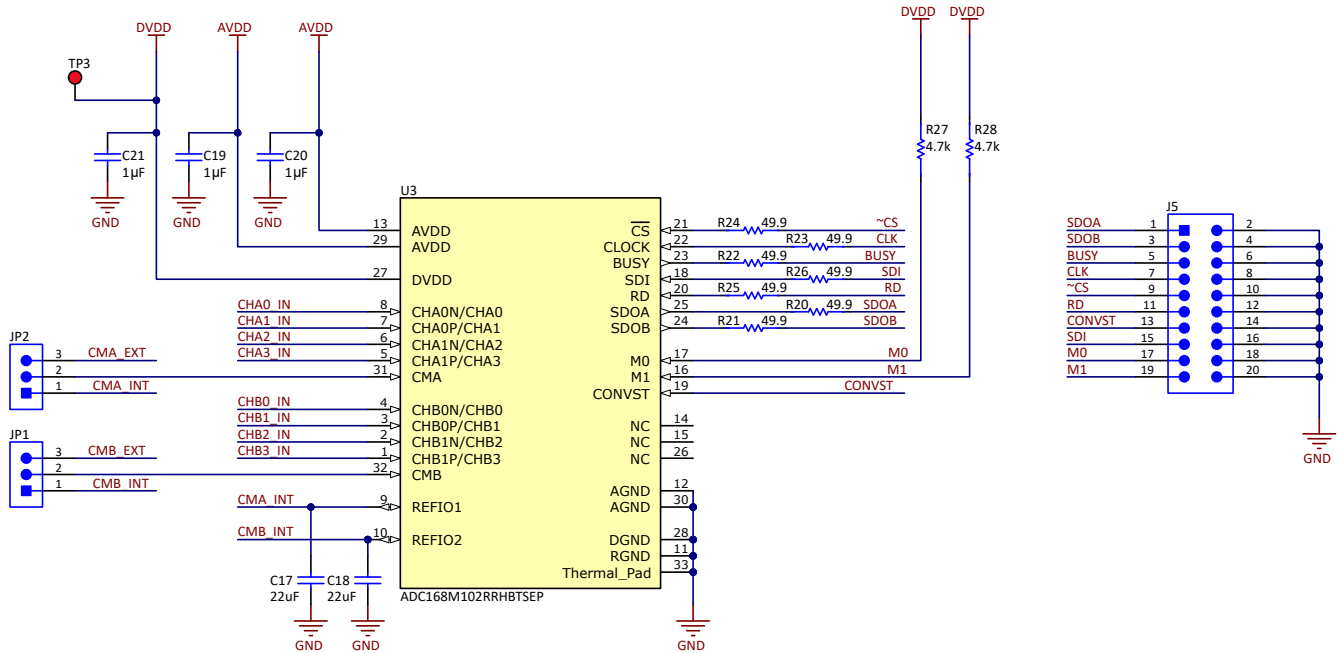 DVDD AVDD AVDD DVDD DVDD
TP3
C21
1µF
C19
1µF
C20
1µF
GND GND GND
R27
4.7k
R28
4.7k
U3
13 AVDD
29 AVDD
27 DVDD
CHA0_IN 8 CHA0N/CHA0
CHA1_IN 7 CHA0P/CHA1
CHA2_IN 6 CHA1N/CHA2
CHA3_IN 5 CHA1P/CHA3
31 CMA
CHB0_IN 4 CHB0N/CHB0
CHB1_IN 3 CHB0P/CHB1
CHB2_IN 2 CHB1N/CHB2
CHB3_IN 1 CHB1P/CHB3
32 CMB
CMA_INT 9 REFIO1
CMB_INT 10 REFIO2
JP2
3 CMA_EXT
2
1 CMA_INT
JP1
3 CMB_EXT
2
1 CMB_INT
C17
22uF
C18
22uF
GND GND
CS 21 R24 49.9 ~CS
CLOCK 22 R23 49.9 CLK
BUSY 23 R22 49.9 BUSY
SDI 18 R26 49.9 SDI
RD 20 R25 49.9 RD
SDOA 25 R20 49.9 SDOA
SDOB 24 R21 49.9 SDOB
M0 17 M0
M1 16 M1
CONVST 19 CONVST
NC 14
NC 15
NC 26
AGND 12
AGND 30
DGND 28
RGND 11
Thermal_Pad 33
ADC168M102RRHBTSEP
GND
J5
SDOA 1 2
SDOB 3 4
BUSY 5 6
CLK 7 8
~CS 9 10
RD 11 12
CONVST 13 14
SDI 15 16
M0 17 18
M1 19 20
GND